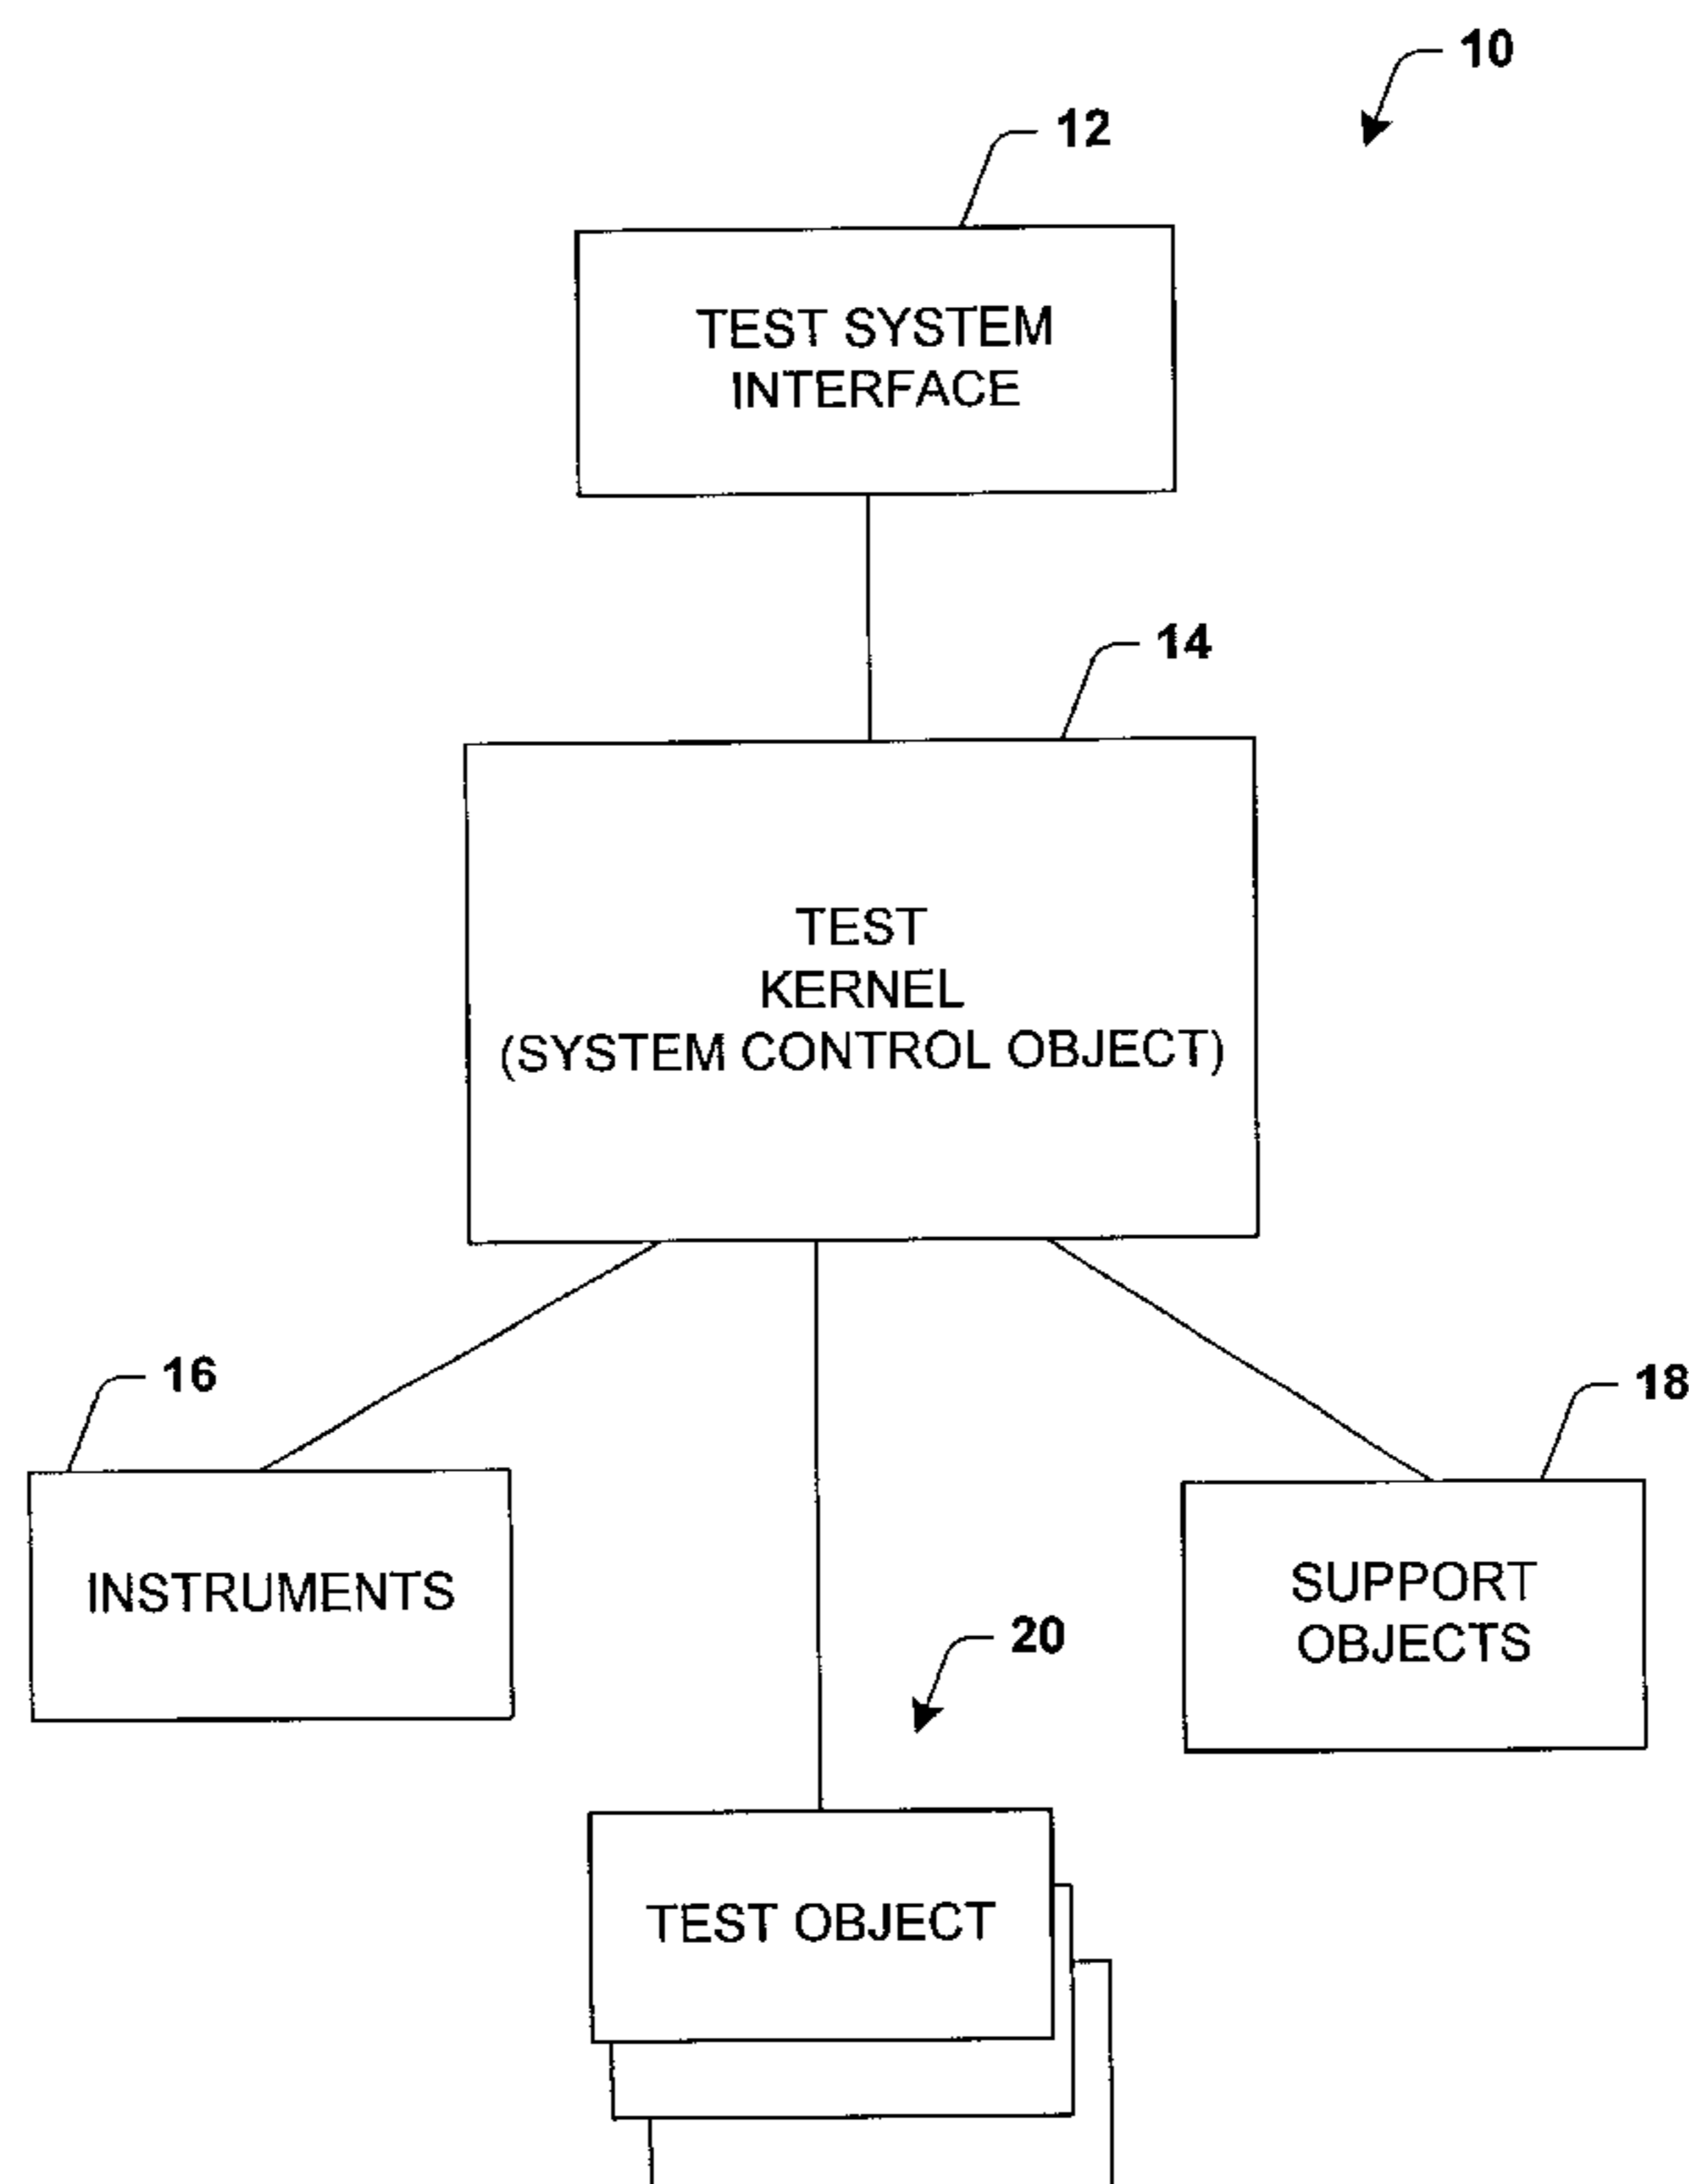 10
12
TEST SYSTEM
INTERFACE
14
TEST
KERNEL
(SYSTEM CONTROL OBJECT)
16
18
INSTRUMENTS
SUPPORT
OBJECTS
20
TEST OBJECT